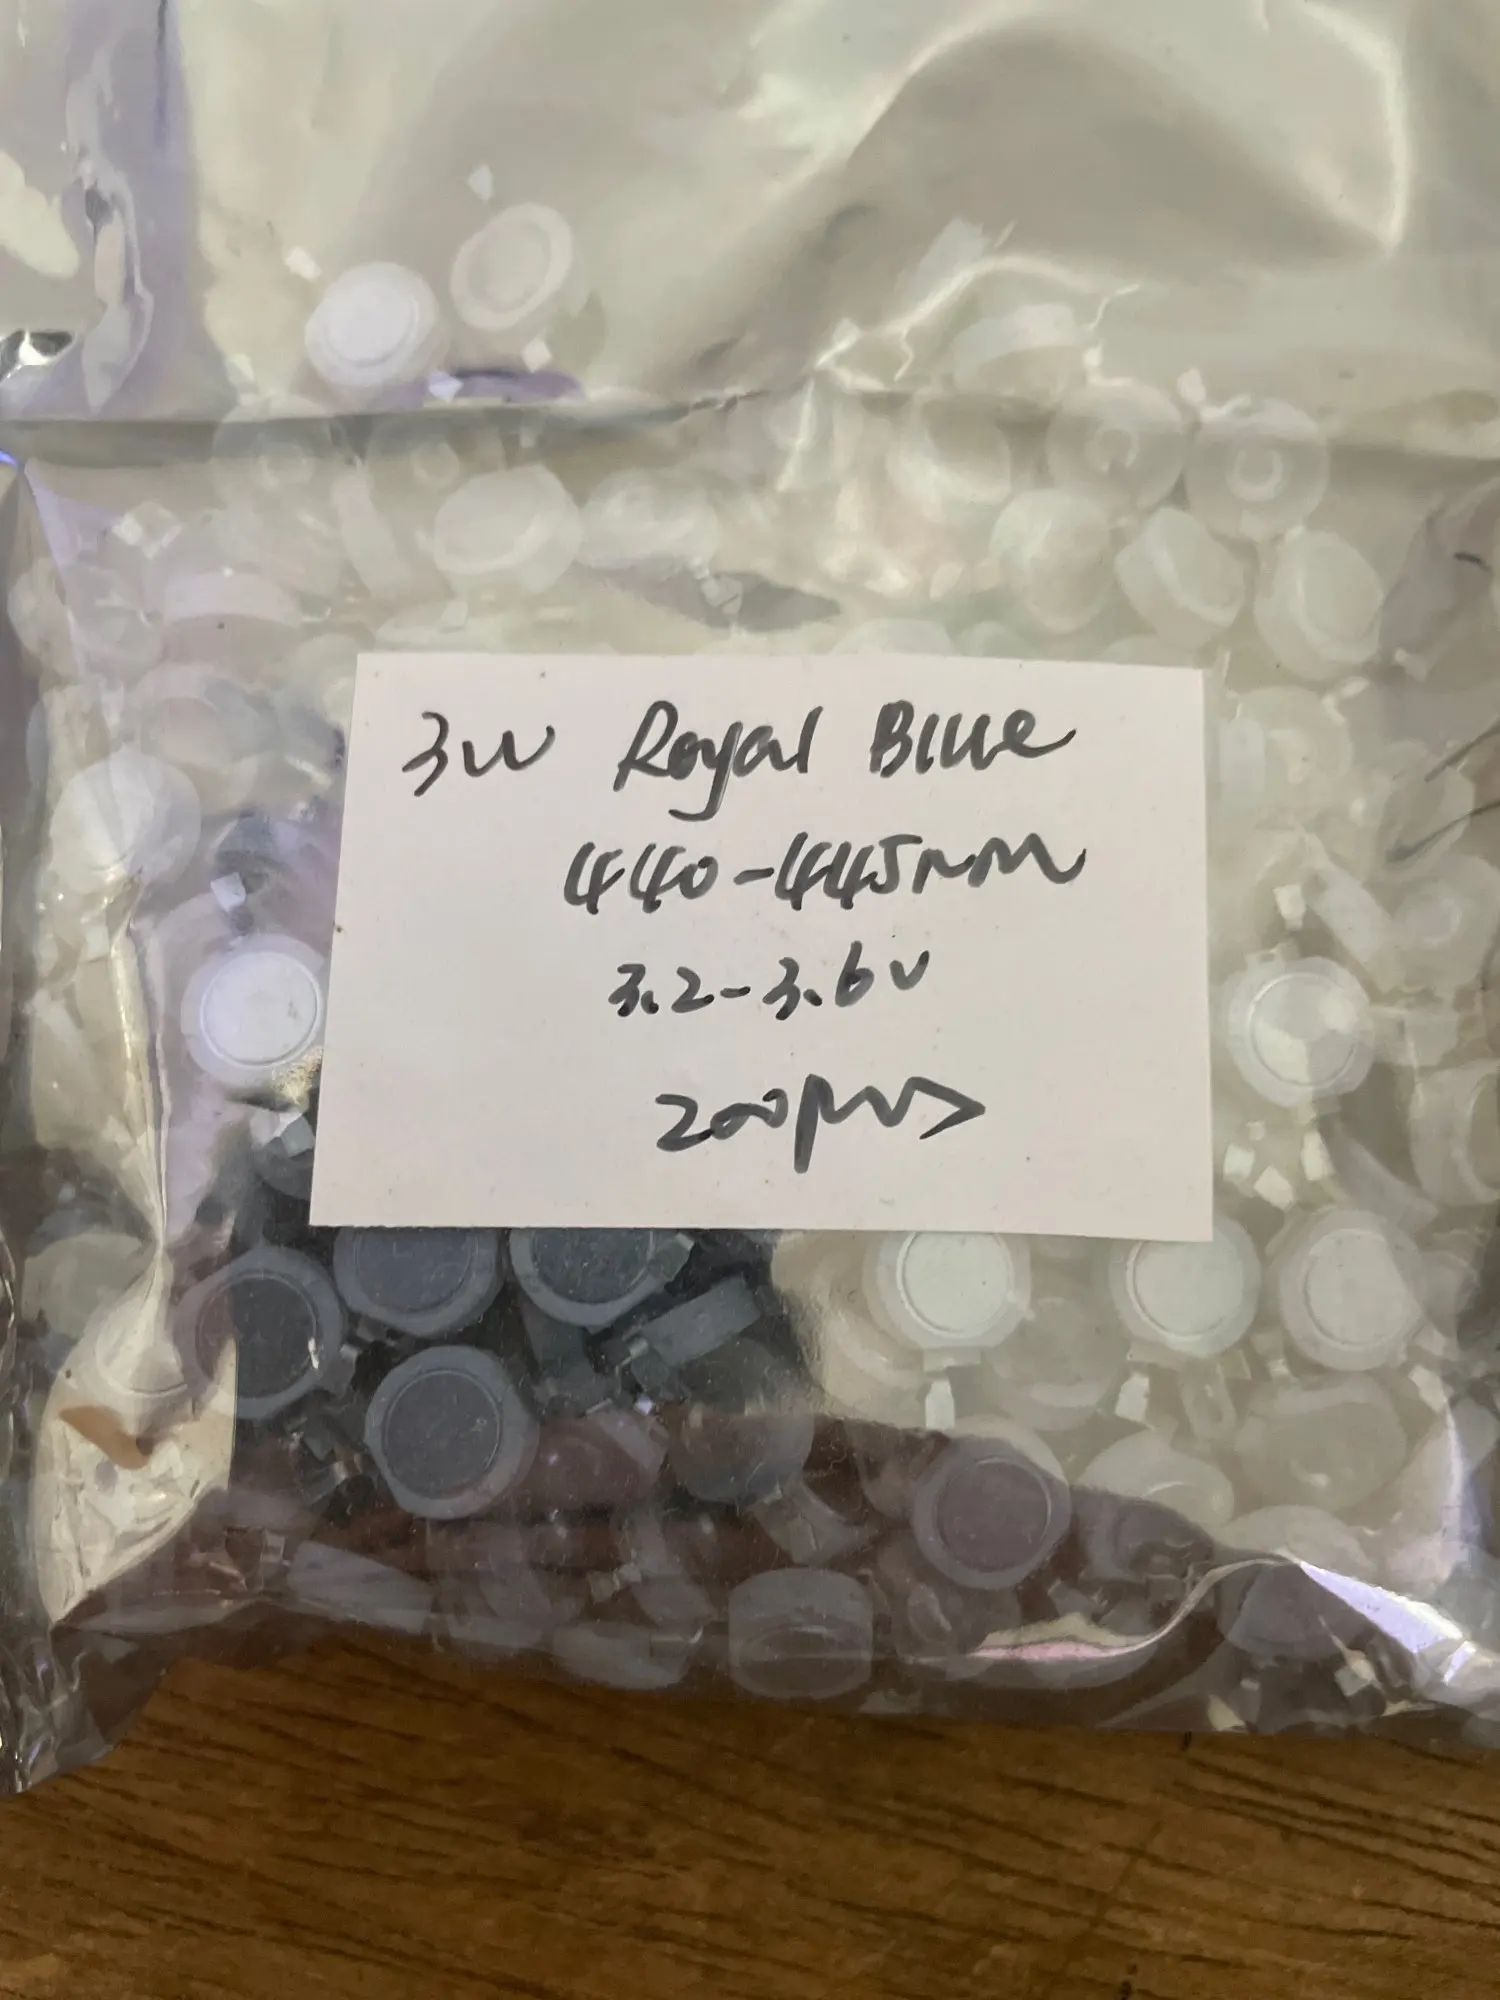 3W Royal Blue
440-445nm
3.2-3.6V
200pcs